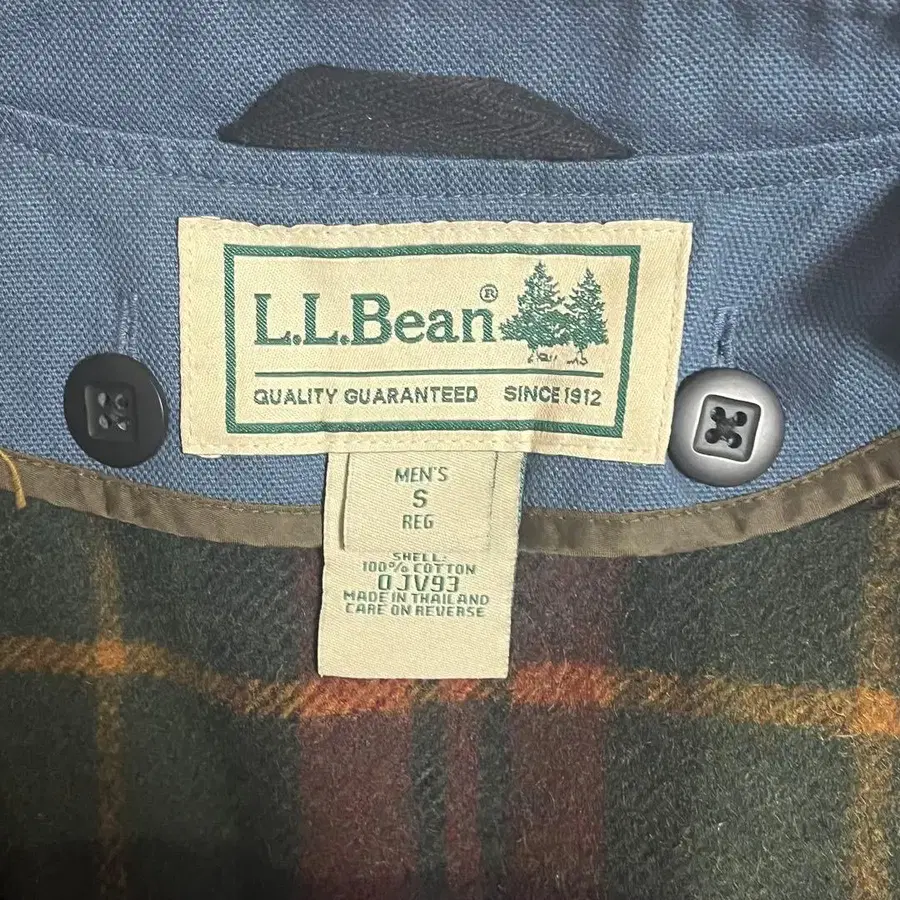 L.L.Bean®
QUALITY GUARANTEED SINCE 1912
MEN'S
S
REG
SHELL:
100% COTTON
0JV93
MADE IN THAILAND
CARE ON REVERSE